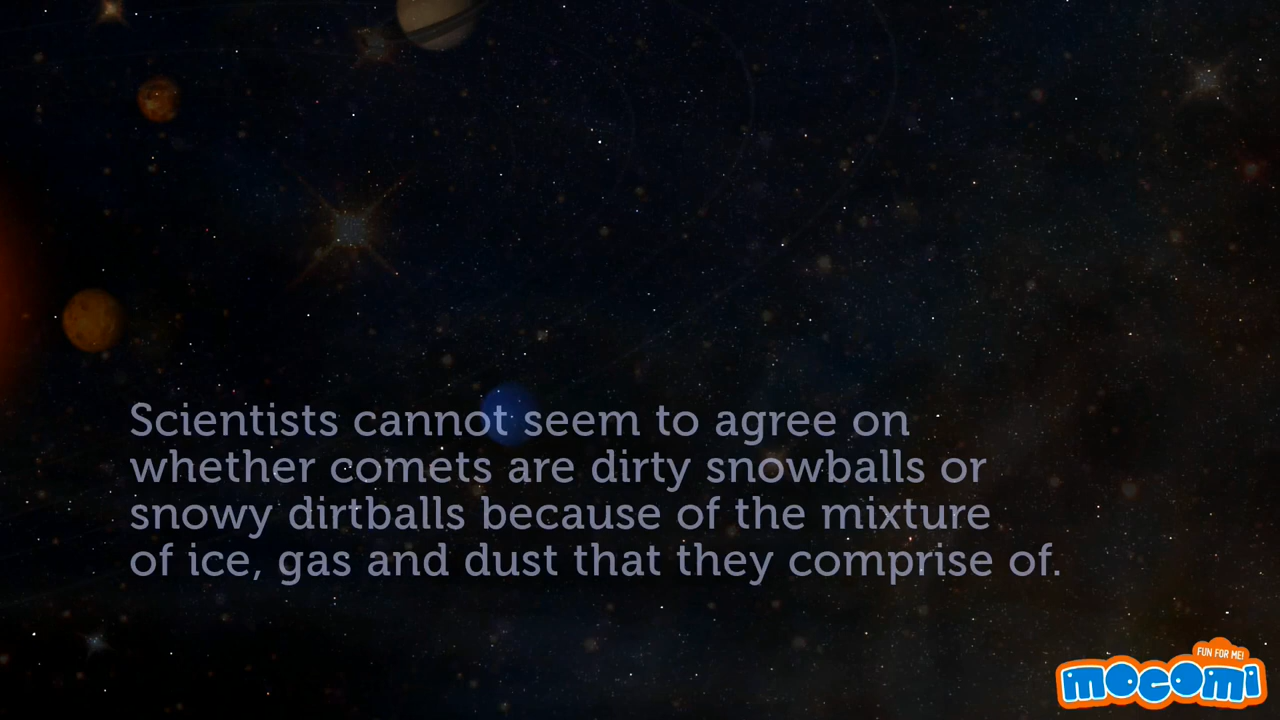 Scientists cannot seem to agree on
whether comets are dirty snowballs or
snowy dirtballs because of the mixture
of ice, gas and dust that they comprise of.
FUN FOR ME!
mocomi